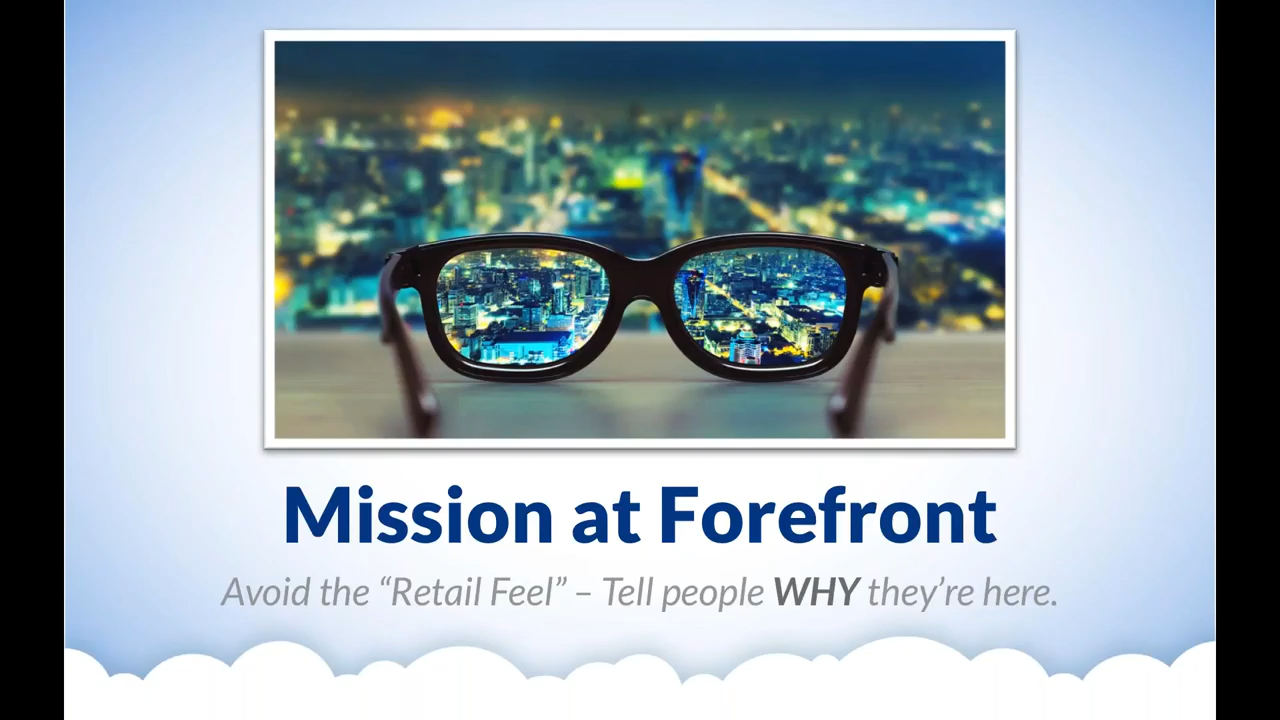 Mission at Forefront
Avoid the “Retail Feel” – Tell people WHY they’re here.